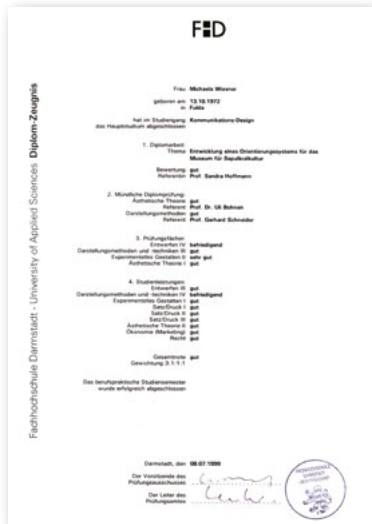 FHD
Fachhochschule Darmstadt - University of Applied Sciences Diplom-Zeugnis
Frau Michaela Wiesner
geboren am 13.10.1972
in Fulda
hat im Studiengang Kommunikations-Design
das Hauptstudium abgeschlossen
1. Diplomarbeit:
Thema Entwicklung eines Orientierungssystems für das
Museum für Sepulkralkultur
Bewertung gut
Referentin Prof. Sandra Hoffmann
2. Mündliche Diplomprüfung:
Ästhetische Theorie gut
Referent Prof. Dr. Uli Bohnen
Darstellungsmethoden gut
Referent Prof. Gerhard Schneider
3. Prüfungsfächer:
Entwerfen IV befriedigend
Darstellungsmethoden und -techniken III gut
Experimentelles Gestalten II sehr gut
Ästhetische Theorie I gut
4. Studienleistungen:
Entwerfen III gut
Darstellungsmethoden und -techniken IV befriedigend
Experimentelles Gestalten I gut
Satz/Druck I gut
Satz/Druck II gut
Satz/Druck III gut
Ästhetische Theorie II gut
Ökonomie (Marketing) gut
Recht gut
Gesamtnote gut
Gewichtung 3:1:1:1
Das berufspraktische Studiensemester
wurde erfolgreich abgeschlossen
Darmstadt, den 08.07.1999
Der Vorsitzende des
Prüfungsausschusses
Der Leiter des
Prüfungsamtes
FACHHOCHSCHULE
DARMSTADT